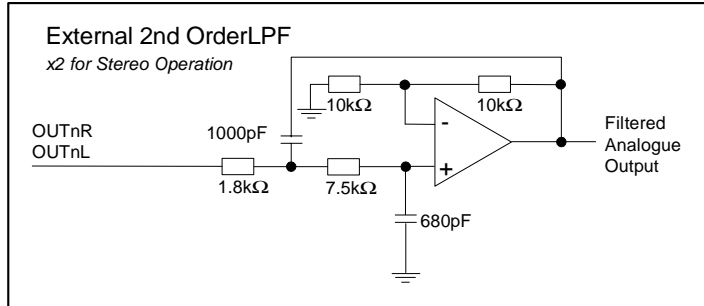 External 2nd OrderLPF
x2 for Stereo Operation
10kΩ
10kΩ
OUTnR
OUTnL
1000pF
-
+
Filtered
Analogue
Output
1.8kΩ
7.5kΩ
680pF